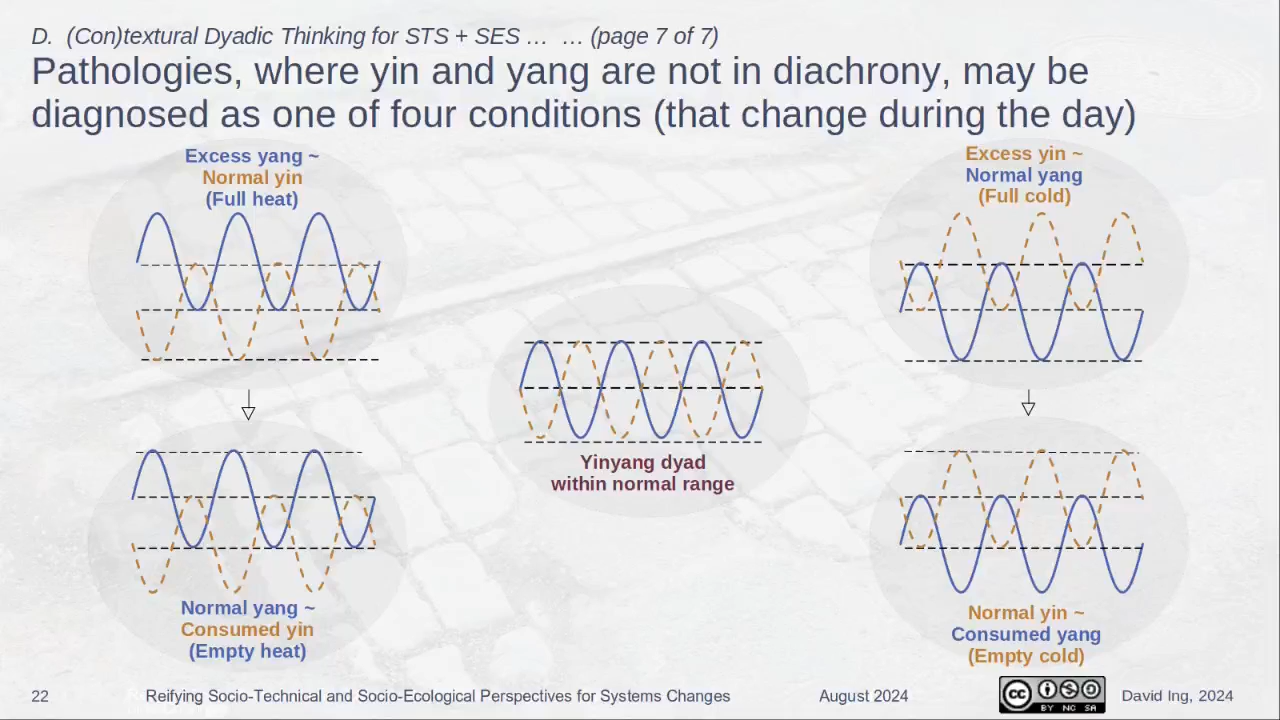 D. (Con)textural Dyadic Thinking for STS + SES … … (page 7 of 7)
Pathologies, where yin and yang are not in diachrony, may be
diagnosed as one of four conditions (that change during the day)
Excess yang ~
Normal yin
(Full heat)
Excess yin ~
Normal yang
(Full cold)
Yinyang dyad
within normal range
Normal yang ~
Consumed yin
(Empty heat)
Normal yin ~
Consumed yang
(Empty cold)
22
Reifying Socio-Technical and Socio-Ecological Perspectives for Systems Changes
August 2024
cc
BY NC SA
David Ing, 2024